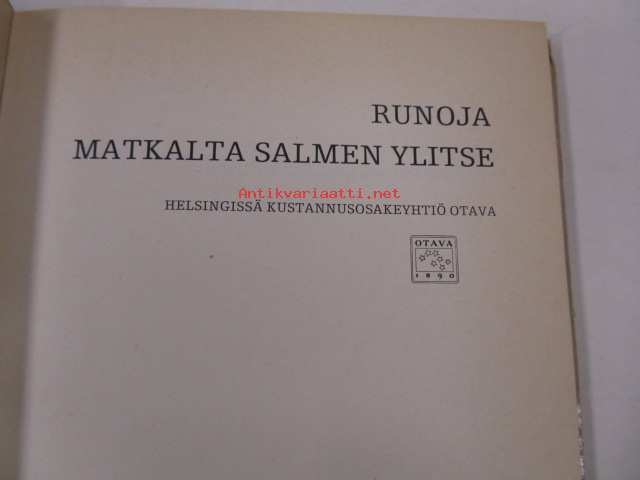 RUNOJA
MATKALTA SALMEN YLITSE
Antikvariaatti.net
HELSINGISSÄ KUSTANNUSOSAKEYHTIÖ OTAVA
OTAVA
1890